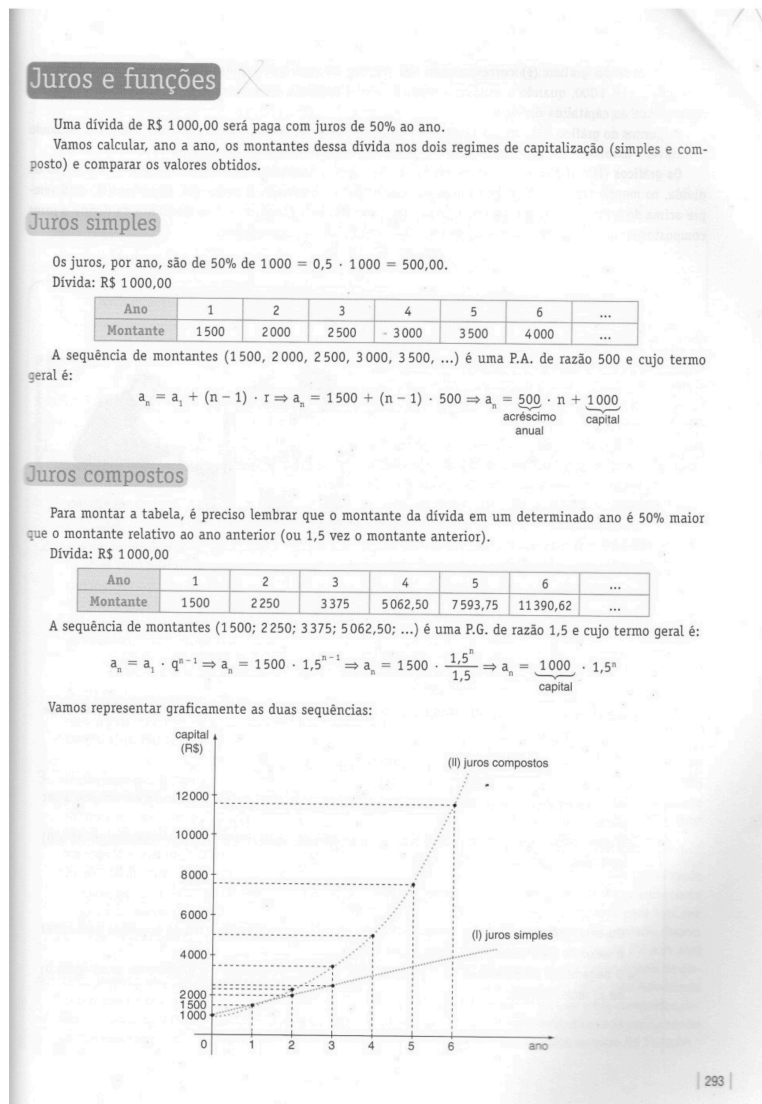 Juros e funções
Uma dívida de R$ 1000,00 será paga com juros de 50% ao ano.
Vamos calcular, ano a ano, os montantes dessa dívida nos dois regimes de capitalização (simples e com-
posto) e comparar os valores obtidos.
Juros simples
Os juros, por ano, são de 50% de 1000 = 0,5 · 1000 = 500,00.
Dívida: R$ 1000,00
Ano 1 2 3 4 5 6 ...
Montante 1500 2000 2500 3000 3500 4000 ...
A sequência de montantes (1500, 2000, 2500, 3000, 3500, ...) é uma P.A. de razão 500 e cujo termo
geral é:
aₙ = a₁ + (n − 1) · r ⇒ aₙ = 1500 + (n − 1) · 500 ⇒ aₙ = 500 · n + 1000
acréscimo anual capital
Juros compostos
Para montar a tabela, é preciso lembrar que o montante da dívida em um determinado ano é 50% maior
que o montante relativo ao ano anterior (ou 1,5 vez o montante anterior).
Dívida: R$ 1000,00
Ano 1 2 3 4 5 6 ...
Montante 1500 2250 3375 5062,50 7593,75 11390,62 ...
A sequência de montantes (1500; 2250; 3375; 5062,50; ...) é uma P.G. de razão 1,5 e cujo termo geral é:
aₙ = a₁ · qⁿ⁻¹ ⇒ aₙ = 1500 · 1,5ⁿ⁻¹ ⇒ aₙ = 1500 · 1,5ⁿ/1,5 ⇒ aₙ = 1000 · 1,5ⁿ
capital
Vamos representar graficamente as duas sequências:
capital
(R$)
(II) juros compostos
12000
10000
8000
6000
(I) juros simples
4000
2000
1500
1000
0 1 2 3 4 5 6 ano
293